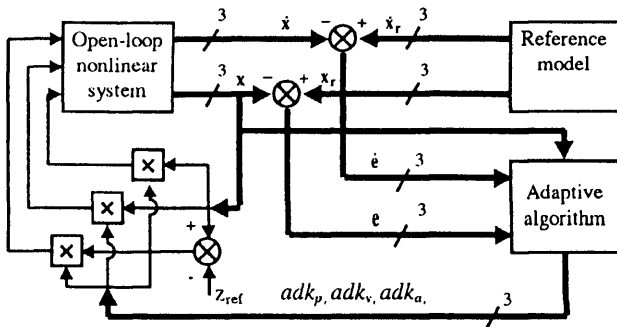 3
ẋ
−
+
ẋr
3
Open-loop
nonlinear
system
Reference
model
3
x
−
+
xr
3
×
ė
3
×
Adaptive
algorithm
+
e
3
×
×
-
Zref
adkp, adkv, adka,
3